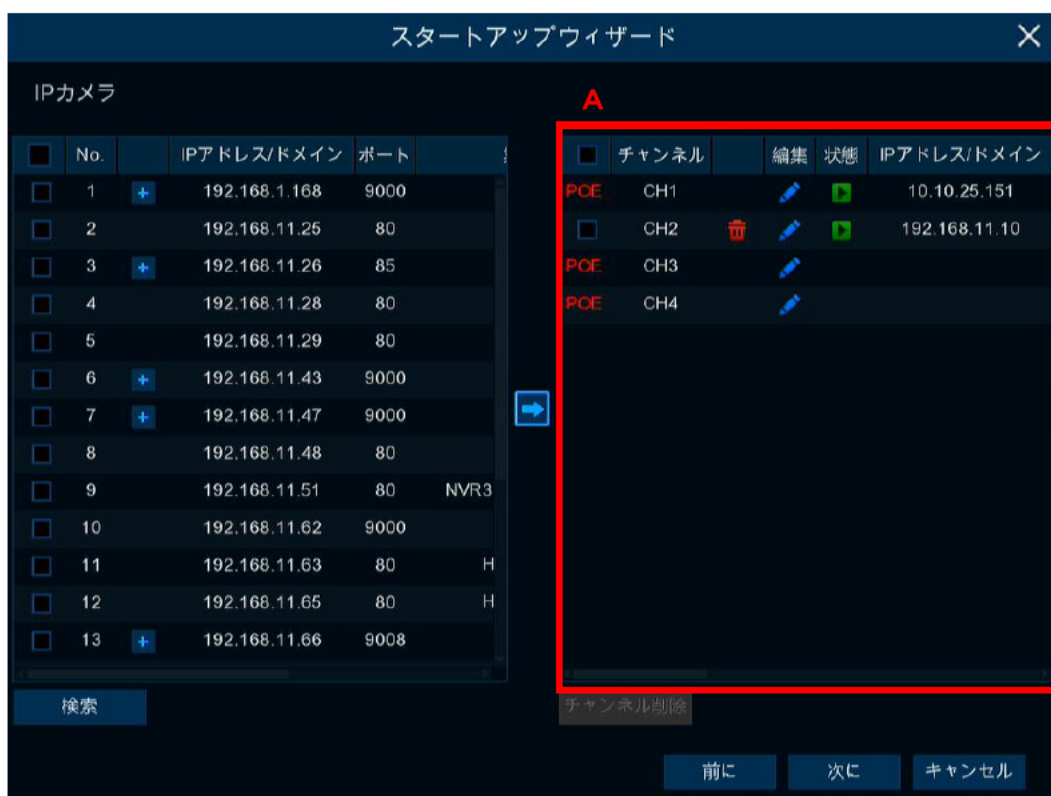 スタートアップウィザード
IPカメラ
A
No. IPアドレス/ドメイン ポート
1 + 192.168.1.168 9000
2 192.168.11.25 80
3 + 192.168.11.26 85
4 192.168.11.28 80
5 192.168.11.29 80
6 + 192.168.11.43 9000
7 + 192.168.11.47 9000
8 192.168.11.48 80
9 192.168.11.51 80 NVR3
10 192.168.11.62 9000
11 192.168.11.63 80 H
12 192.168.11.65 80 H
13 + 192.168.11.66 9008
検索
チャンネル 編集 状態 IPアドレス/ドメイン
POE CH1 10.10.25.151
CH2 192.168.11.10
POE CH3
POE CH4
チャンネル削除
前に 次に キャンセル